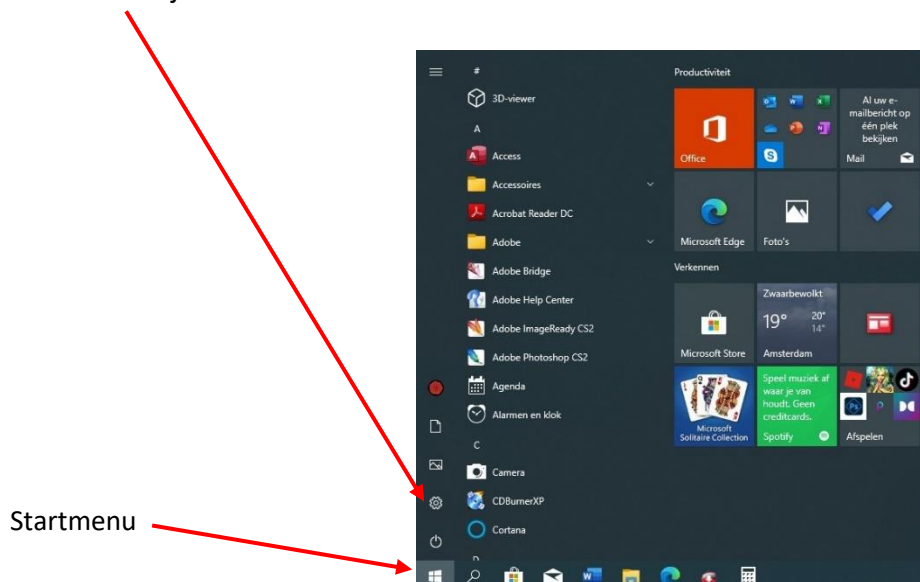 #
Productiviteit
3D-viewer
Al uw e-
mailbericht op
één plek
bekijken
A
Office
Mail
Access
Accessoires
Acrobat Reader DC
Adobe
Microsoft Edge
Foto's
Adobe Bridge
Verkennen
Adobe Help Center
Zwaarbewolkt
19°
20°
14°
Adobe ImageReady CS2
Adobe Photoshop CS2
Microsoft Store
Amsterdam
Agenda
Speel muziek af
waar je van
houdt. Geen
creditcards.
Alarmen en klok
Microsoft
Solitaire Collection
Spotify
Afspelen
C
Camera
CDBurnerXP
Startmenu
Cortana